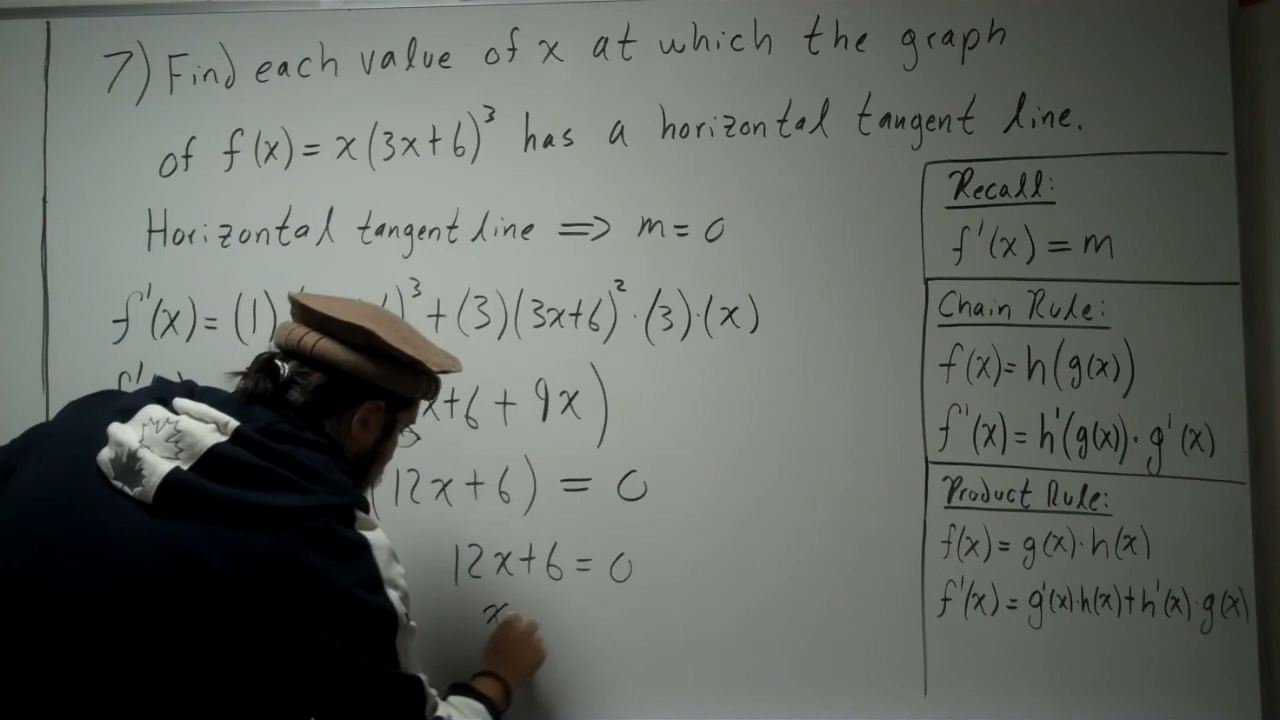 7) Find each value of x at which the graph
of f(x) = x(3x+6)³ has a horizontal tangent line.
Horizontal tangent line ⇒ m = 0
f'(x) = (1) )³ + (3)(3x+6)²·(3)·(x)
x+6 + 9x)
(12x+6) = 0
12x+6 = 0
x
Recall:
f'(x) = m
Chain Rule:
f(x) = h(g(x))
f'(x) = h'(g(x))·g'(x)
Product Rule:
f(x) = g(x)·h(x)
f'(x) = g'(x)·h(x)+h'(x)·g(x)